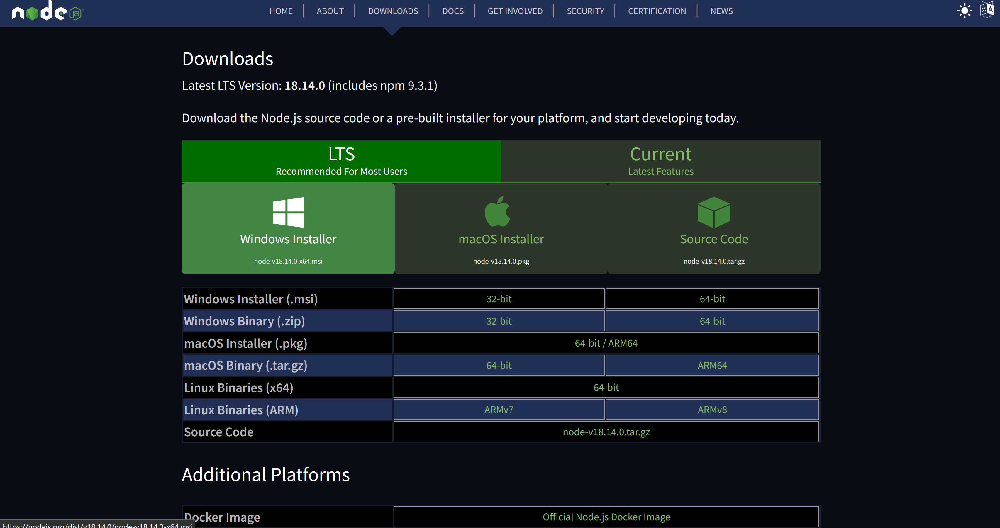 node JS
HOME ABOUT DOWNLOADS DOCS GET INVOLVED SECURITY CERTIFICATION NEWS
Downloads
Latest LTS Version: 18.14.0 (includes npm 9.3.1)
Download the Node.js source code or a pre-built installer for your platform, and start developing today.
LTS
Recommended For Most Users
Current
Latest Features
Windows Installer
node-v18.14.0-x64.msi
macOS Installer
node-v18.14.0.pkg
Source Code
node-v18.14.0.tar.gz
Windows Installer (.msi) 32-bit 64-bit
Windows Binary (.zip) 32-bit 64-bit
macOS Installer (.pkg) 64-bit / ARM64
macOS Binary (.tar.gz) 64-bit ARM64
Linux Binaries (x64) 64-bit
Linux Binaries (ARM) ARMv7 ARMv8
Source Code node-v18.14.0.tar.gz
Additional Platforms
Docker Image Official Node.js Docker Image
https://nodejs.org/dist/v18.14.0/node-v18.14.0-x64.msi